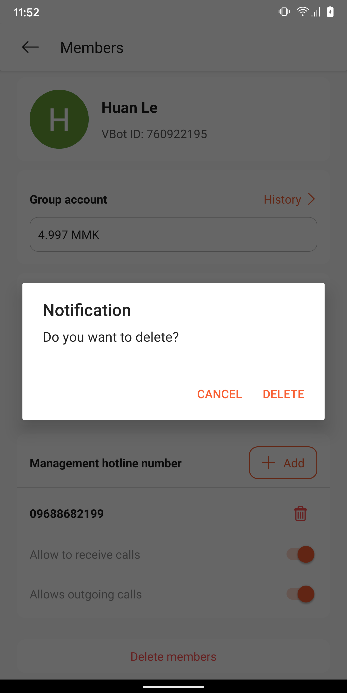 11:52
Members
H
Huan Le
VBot ID: 760922195
Group account
History
4.997 MMK
Notification
Do you want to delete?
CANCEL
DELETE
Management hotline number
Add
09688682199
Allow to receive calls
Allows outgoing calls
Delete members